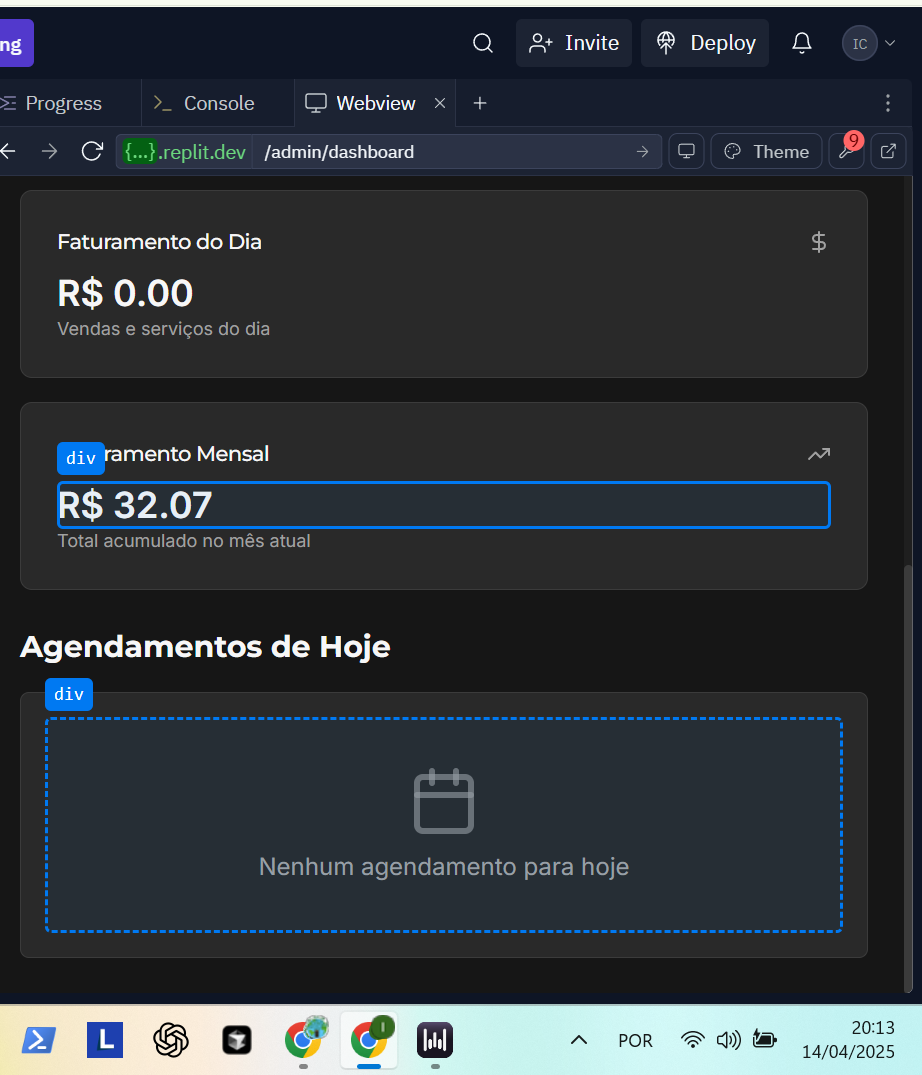 ng
Invite
Deploy
IC
Progress
Console
Webview
{...}.replit.dev
/admin/dashboard
Theme
9
Faturamento do Dia
$
R$ 0.00
Vendas e serviços do dia
div
ramento Mensal
R$ 32.07
Total acumulado no mês atual
Agendamentos de Hoje
div
Nenhum agendamento para hoje
L
I
POR
20:13
14/04/2025